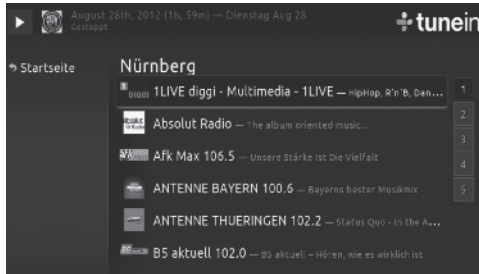 August 28th, 2012 (1h, 59m) — Dienstag Aug 28
Gestoppt
tunein
Startseite
Nürnberg
1 DIGGI 1LIVE diggi - Multimedia - 1LIVE — HipHop, R'n'B, Dan...
Absolut Radio — The album oriented music...
Afk Max 106.5 — Unsere Stärke Ist Die Vielfalt
ANTENNE BAYERN 100.6 — Bayerns bester Musikmix
ANTENNE THUERINGEN 102.2 — Status Quo - In the A...
B5 aktuell 102.0 — B5 aktuell – Hören, wie es wirklich ist
1
2
3
4
5